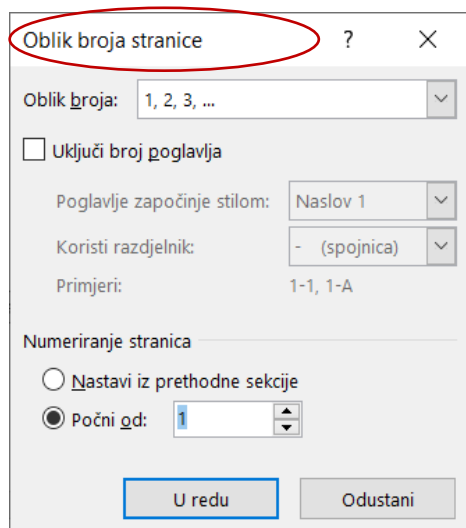 Oblik broja stranice ?
Oblik broja: 1, 2, 3, ...
Uključi broj poglavlja
Poglavlje započinje stilom: Naslov 1
Koristi razdjelnik: - (spojnica)
Primjeri: 1-1, 1-A
Numeriranje stranica
Nastavi iz prethodne sekcije
Počni od: 1
U redu Odustani